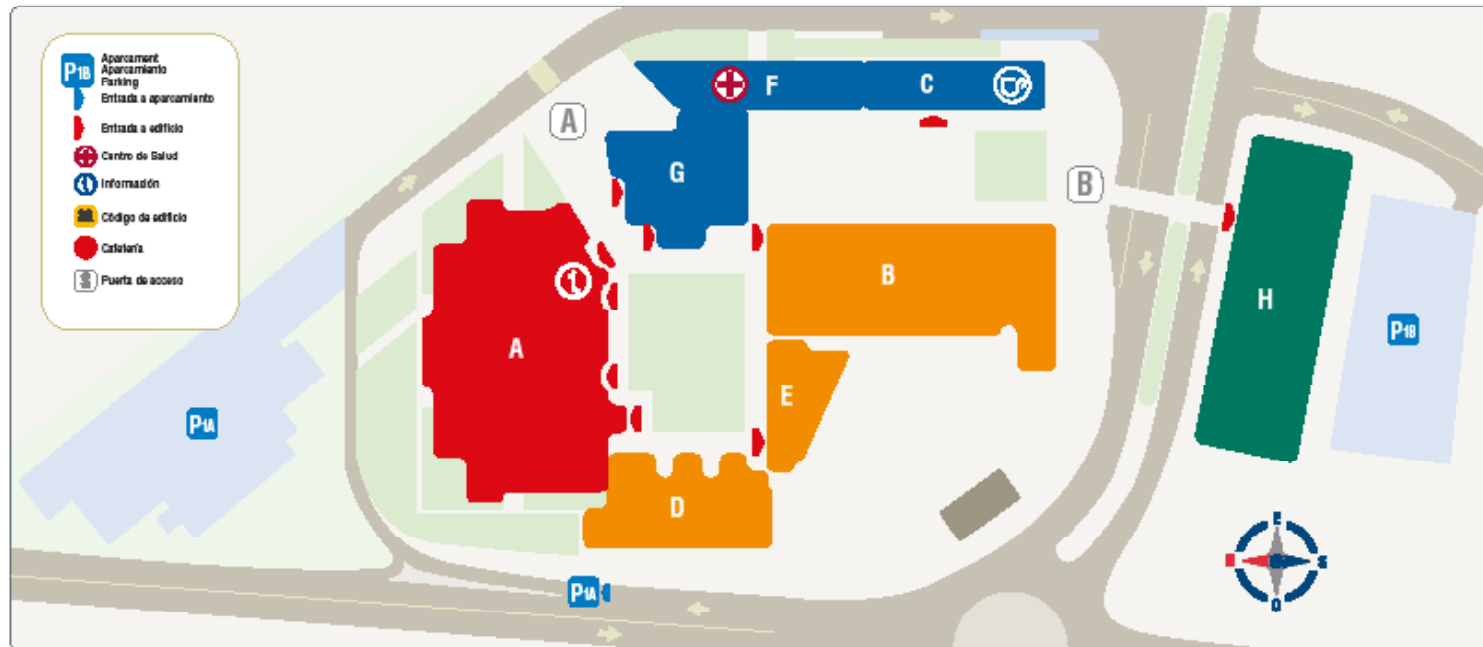 P1B Aparcament
Aparcamiento
Parking
Entrada a aparcamiento
Entrada a edificio
Centro de Salud
Información
Código de edificio
Cafetería
Puerta de acceso
F
C
A
G
B
B
A
H
E
D
P1A
P1B
P1A
E
S
O